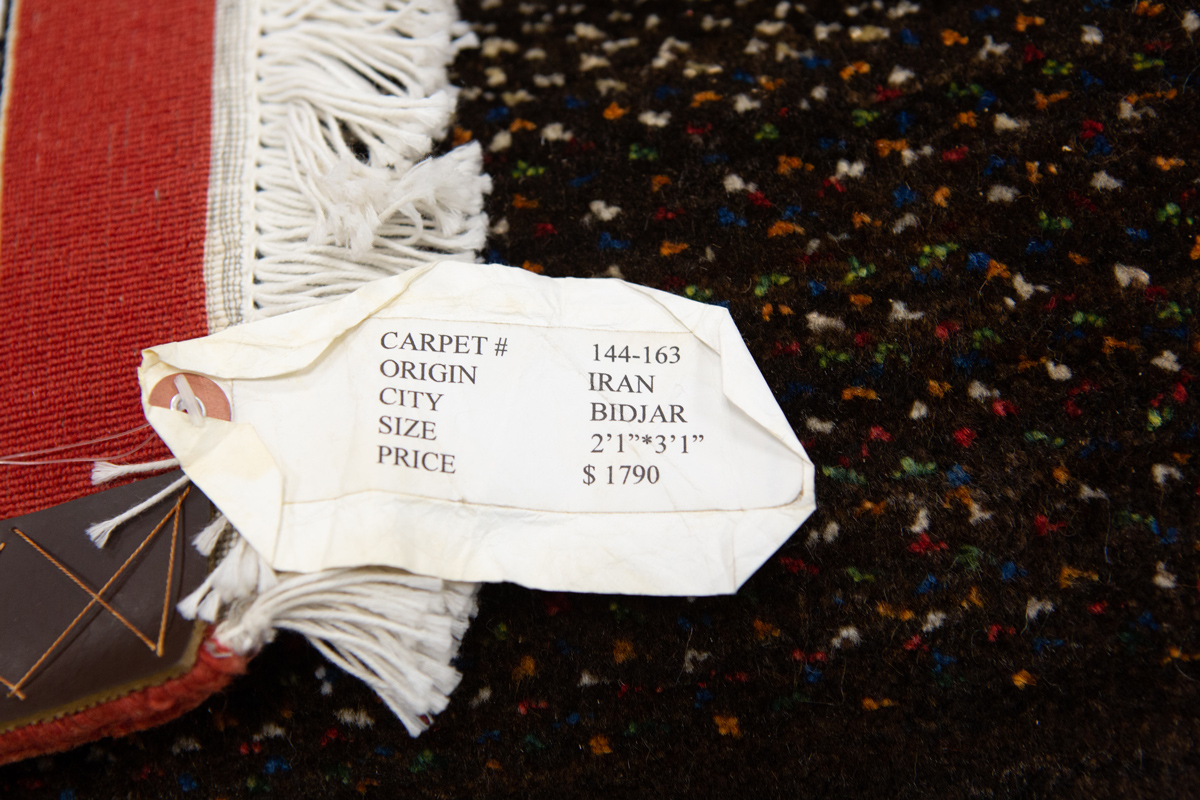 CARPET # 144-163
ORIGIN IRAN
CITY BIDJAR
SIZE 2’1”*3’1”
PRICE $ 1790